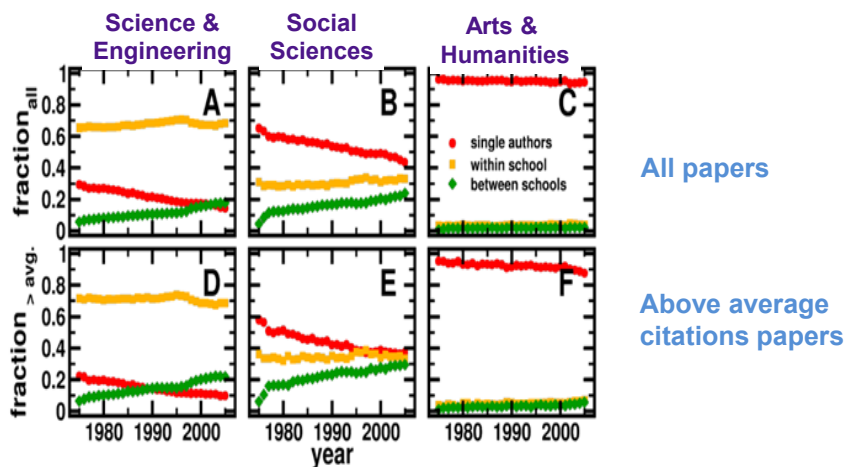 Science &
Engineering
Social
Sciences
Arts &
Humanities
1
0.8
0.6
0.4
0.2
0
fraction all
A
B
C
single authors
within school
between schools
All papers
1
0.8
0.6
0.4
0.2
0
fraction > avg.
D
E
F
Above average
citations papers
1980 1990 2000 1980 1990 2000 1980 1990 2000
year